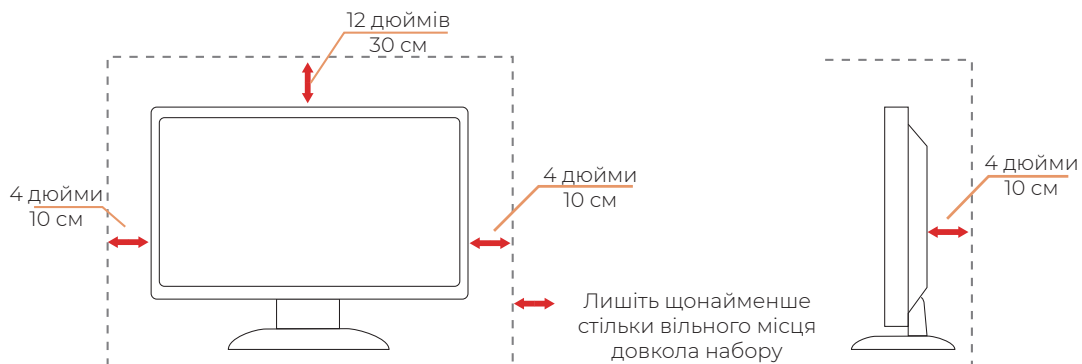 12 дюймів
30 см
4 дюйми
10 см
4 дюйми
10 см
4 дюйми
10 см
Лишіть щонайменше
стільки вільного місця
довкола набору